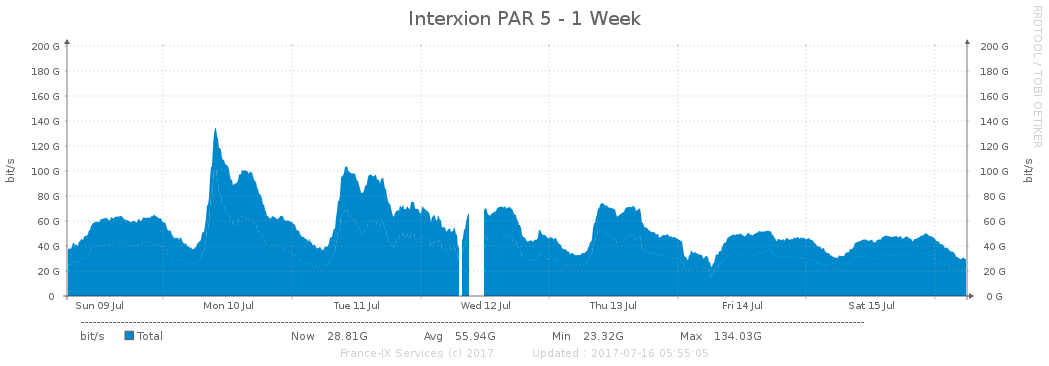 Interxion PAR 5 - 1 Week
RRDTOOL / TOBI OETIKER
bit/s
200 G 200 G
180 G 180 G
160 G 160 G
140 G 140 G
120 G 120 G
100 G 100 G
80 G 80 G
60 G 60 G
40 G 40 G
20 G 20 G
0 0 G
bit/s
Sun 09 Jul Mon 10 Jul Tue 11 Jul Wed 12 Jul Thu 13 Jul Fri 14 Jul Sat 15 Jul
bit/s Total Now 28.81G Avg 55.94G Min 23.32G Max 134.03G
France-IX Services (c) 2017 Updated : 2017-07-16 05:55:05